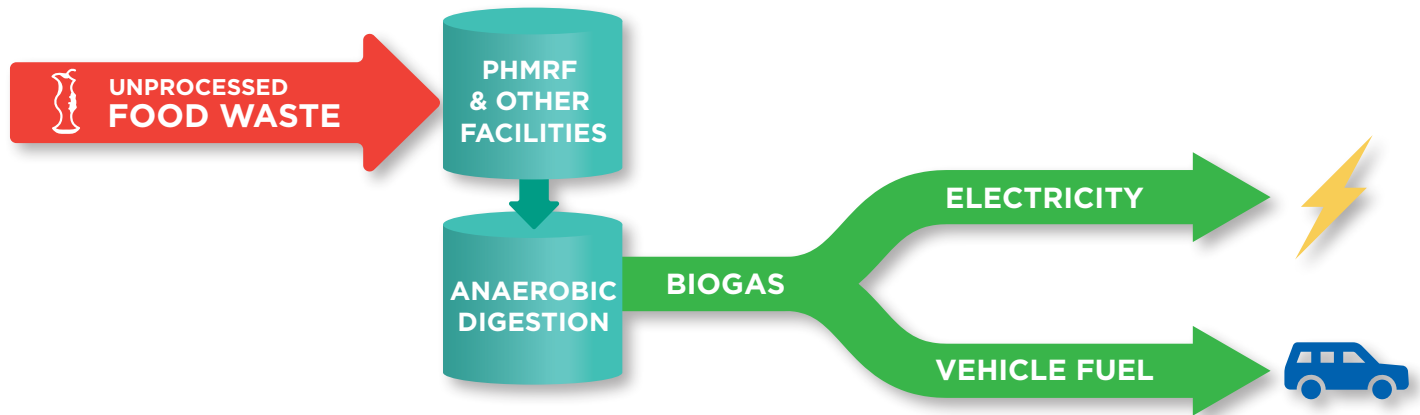 UNPROCESSED
FOOD WASTE
PHMRF
& OTHER
FACILITIES
ANAEROBIC
DIGESTION
BIOGAS
ELECTRICITY
VEHICLE FUEL